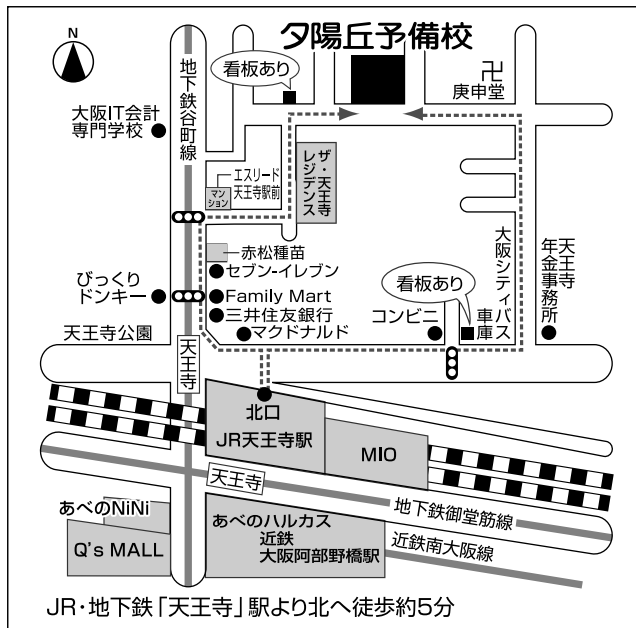 N
夕陽丘予備校
看板あり
卍
庚申堂
地下鉄谷町線
大阪IT会計
専門学校
マンション
エスリード
天王寺駅前
ザ・天王寺
レジデンス
赤松種苗
セブン-イレブン
びっくり
ドンキー
Family Mart
三井住友銀行
マクドナルド
コンビニ
看板あり
大阪シティバス
車庫
天王寺
年金事務所
天王寺公園
天王寺
北口
JR天王寺駅
MIO
天王寺
地下鉄御堂筋線
近鉄南大阪線
あべのNiNi
Q's MALL
あべのハルカス
近鉄
大阪阿部野橋駅
JR・地下鉄「天王寺」駅より北へ徒歩約5分